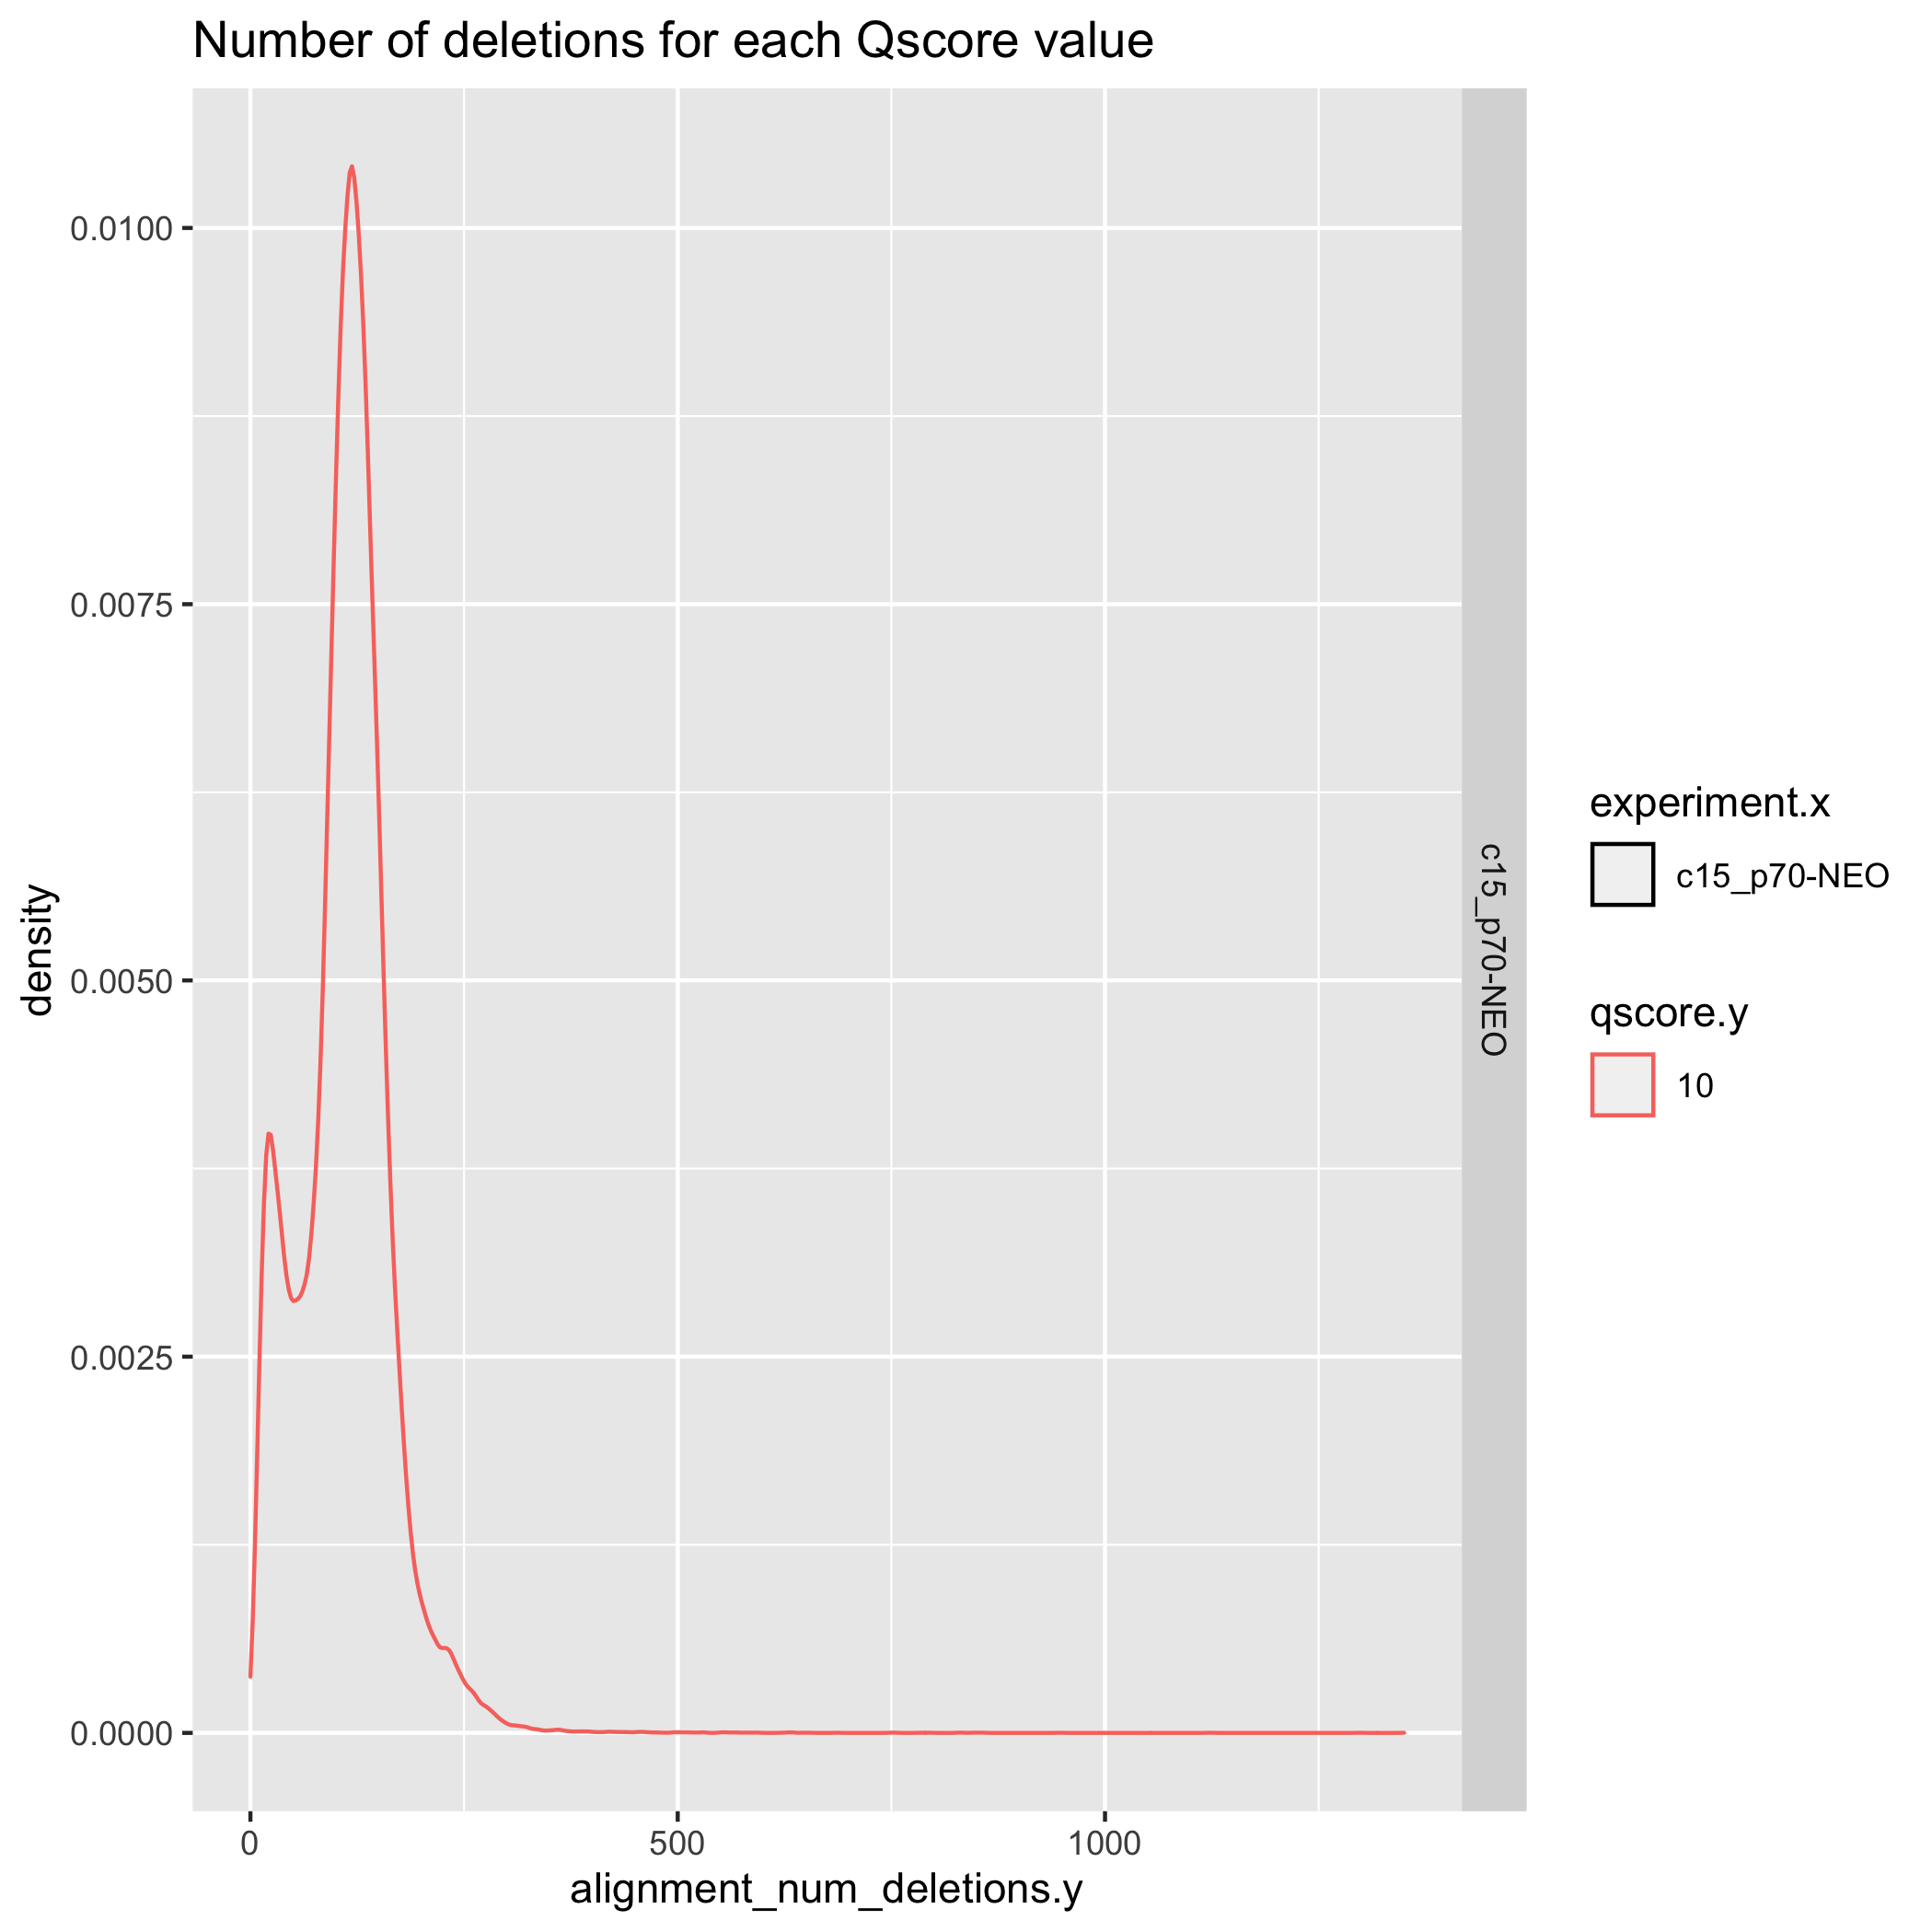 Number of deletions for each Qscore value
0.0100
0.0075
0.0050
0.0025
0.0000
density
0
500
1000
alignment_num_deletions.y
c15_p70-NEO
experiment.x
c15_p70-NEO
qscore.y
10